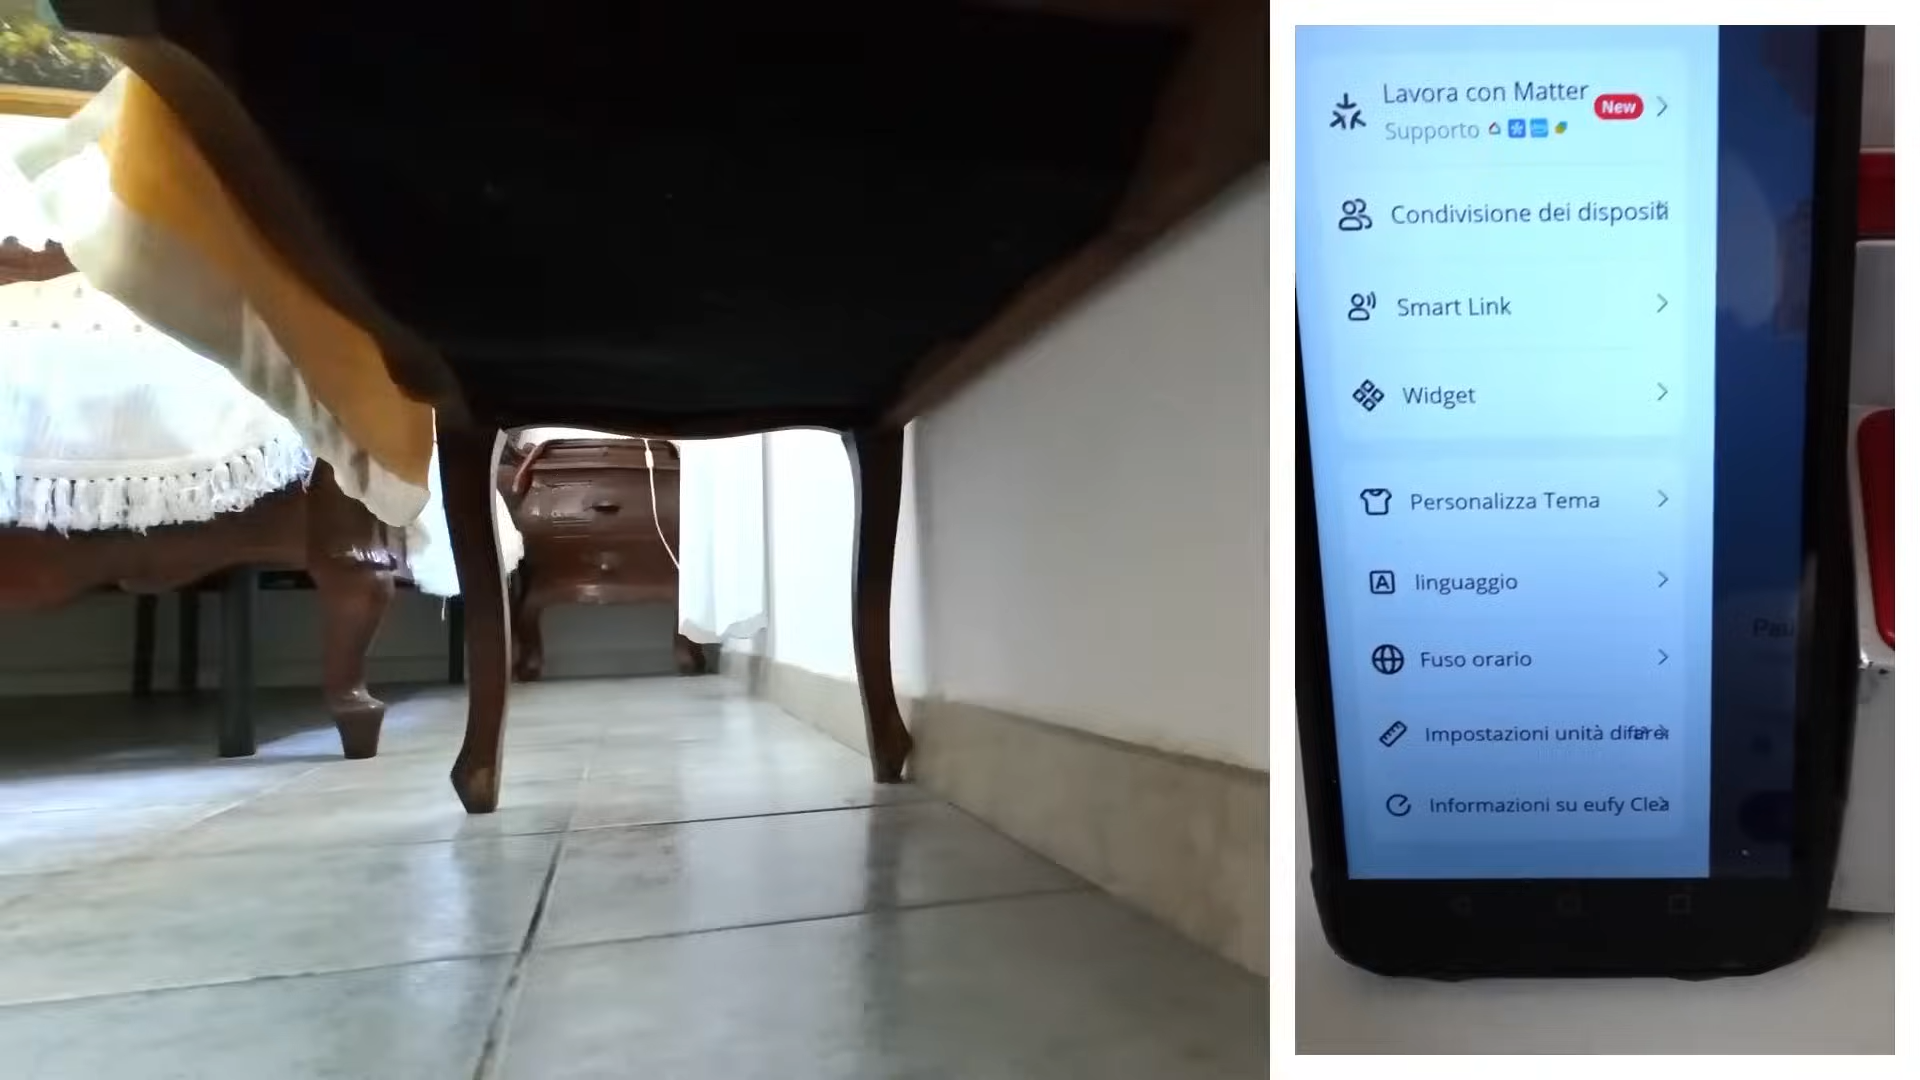 Lavora con Matter
New
Supporto
Condivisione dei dispositi
Smart Link
Widget
Personalizza Tema
linguaggio
Fuso orario
Impostazioni unità di
Informazioni su eufy Clea